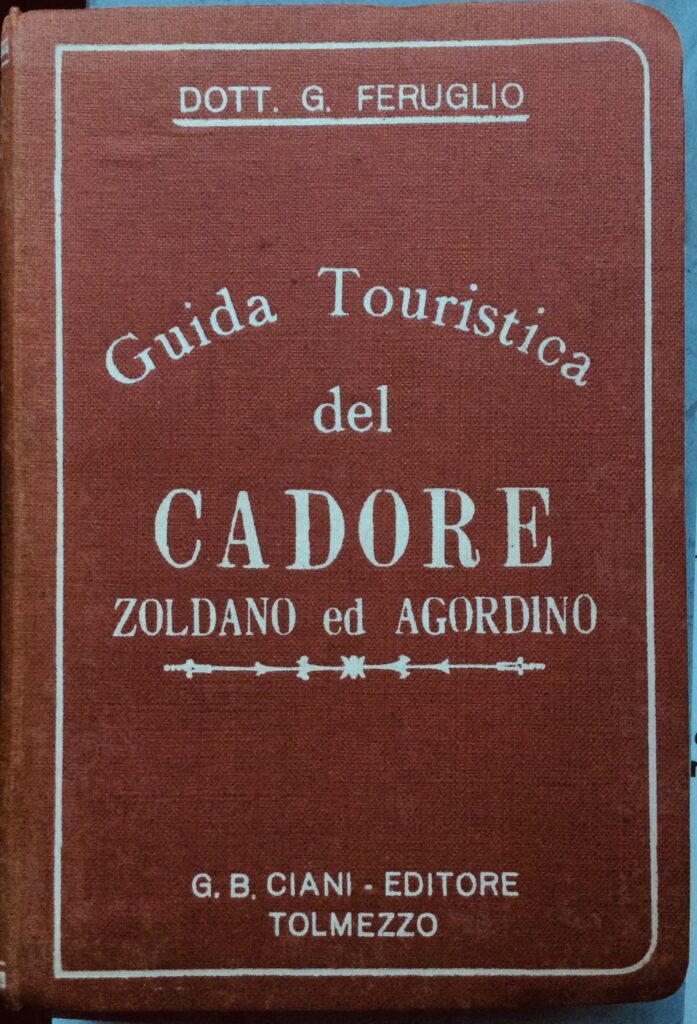 DOTT. G. FERUGLIO
Guida Touristica
del
CADORE
ZOLDANO ed AGORDINO
G. B. CIANI - EDITORE
TOLMEZZO